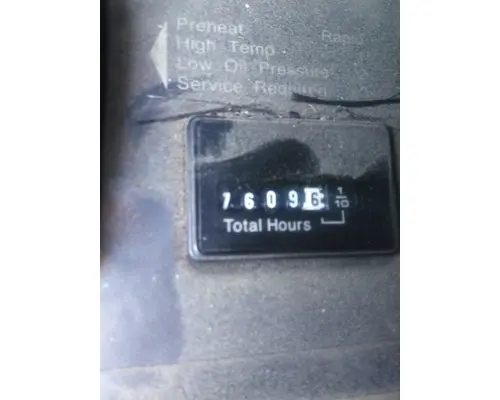 Preheat
High Temp
Low Oil Pressure
Service Required
7 6 0 9 6 1/10
Total Hours